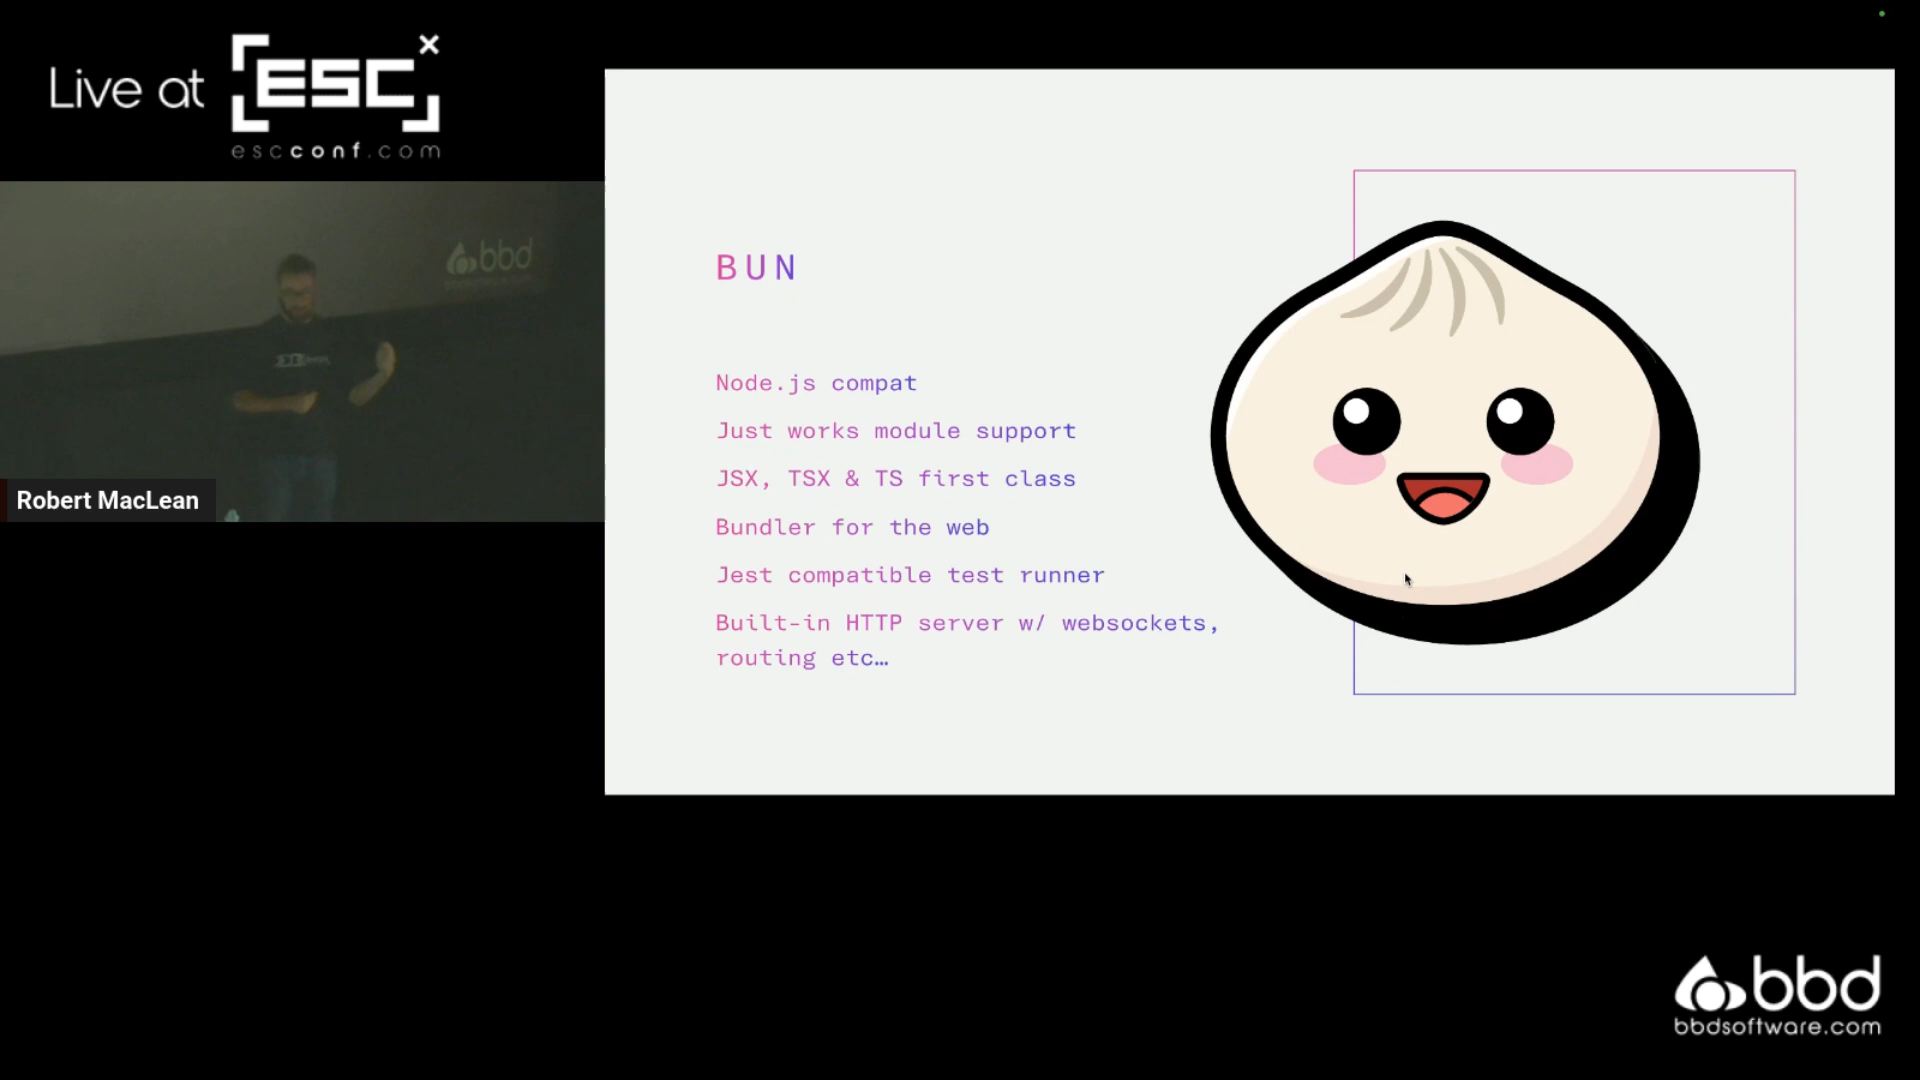 Live at [ESC]x
escconf.com
bbd
Robert MacLean
BUN
Node.js compat
Just works module support
JSX, TSX & TS first class
Bundler for the web
Jest compatible test runner
Built-in HTTP server w/ websockets,
routing etc…
bbd
bbdsoftware.com